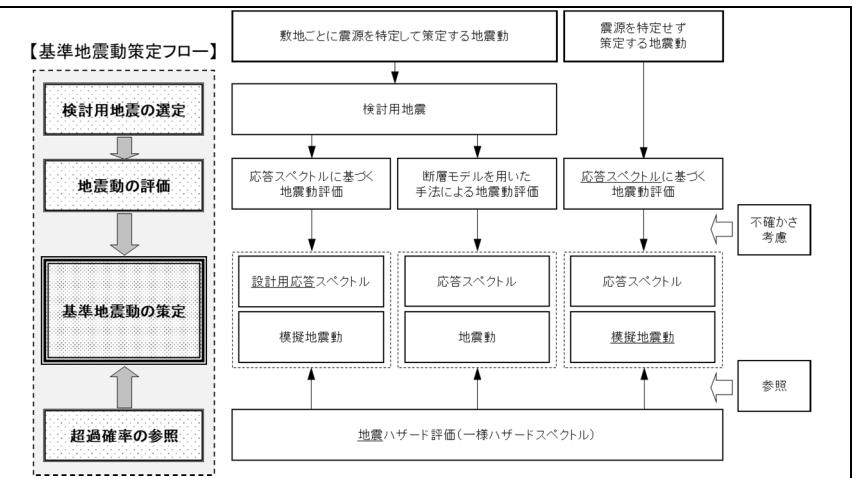 敷地ごとに震源を特定して策定する地震動
震源を特定せず
策定する地震動
【基準地震動策定フロー】
検討用地震の選定
検討用地震
地震動の評価
応答スペクトルに基づく
地震動評価
断層モデルを用いた
手法による地震動評価
応答スペクトルに基づく
地震動評価
不確かさ
考慮
基準地震動の策定
設計用応答スペクトル
模擬地震動
応答スペクトル
地震動
応答スペクトル
模擬地震動
参照
超過確率の参照
地震ハザード評価(一様ハザードスペクトル)